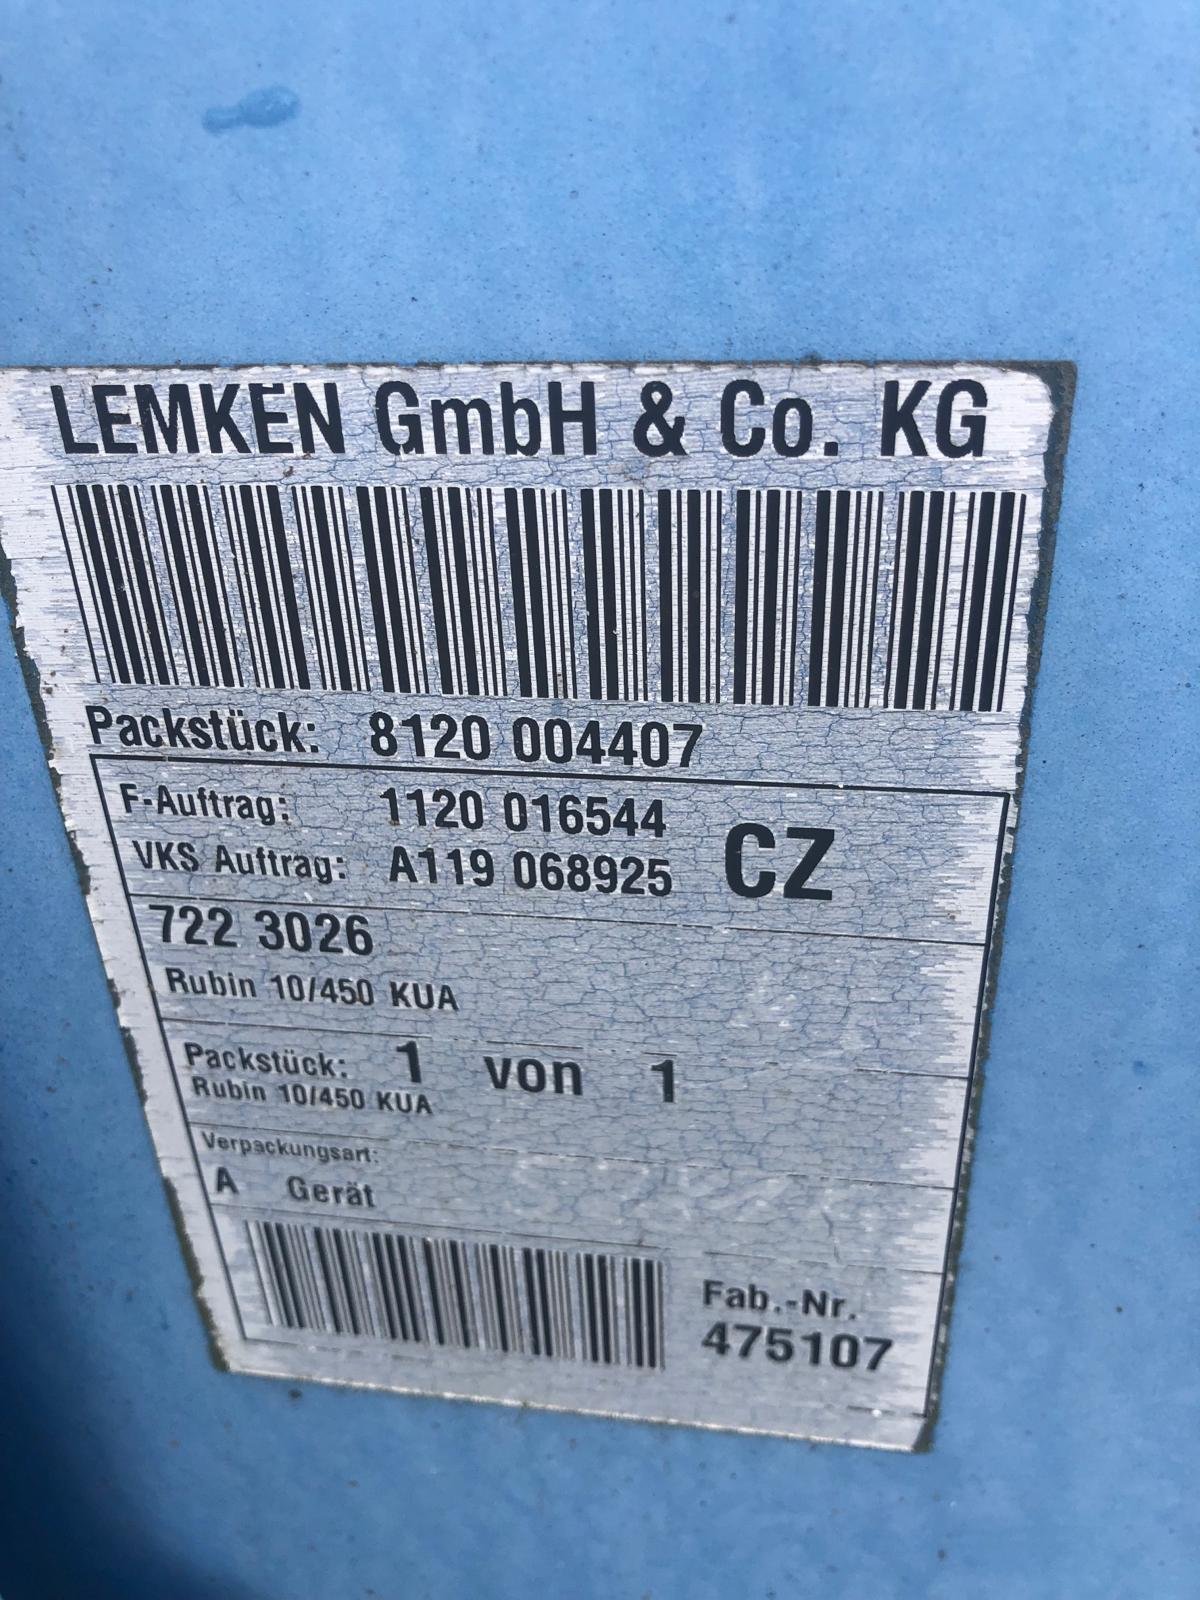 LEMKEN GmbH & Co. KG
Packstück: 8120 004407
F-Auftrag: 1120 016544
VKS Auftrag: A119 068925 CZ
722 3026
Rubin 10/450 KUA
Packstück: 1 von 1
Rubin 10/450 KUA
Verpackungsart:
A Gerät
Fab.-Nr.
475107